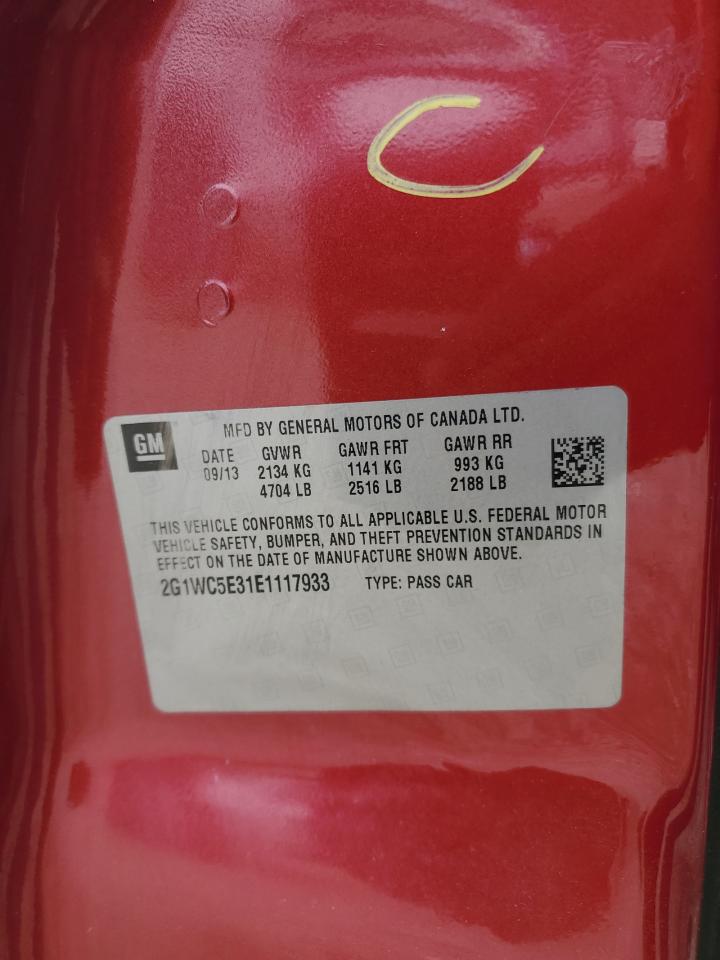 C
GM
MFD BY GENERAL MOTORS OF CANADA LTD.
DATE GVWR GAWR FRT GAWR RR
09/13 2134 KG 1141 KG 993 KG
4704 LB 2516 LB 2188 LB
THIS VEHICLE CONFORMS TO ALL APPLICABLE U.S. FEDERAL MOTOR
VEHICLE SAFETY, BUMPER, AND THEFT PREVENTION STANDARDS IN
EFFECT ON THE DATE OF MANUFACTURE SHOWN ABOVE.
2G1WC5E31E1117933 TYPE: PASS CAR